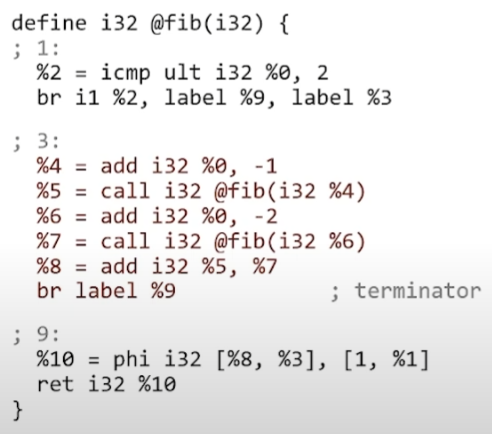 define i32 @fib(i32) {
; 1:
%2 = icmp ult i32 %0, 2
br i1 %2, label %9, label %3
; 3:
%4 = add i32 %0, -1
%5 = call i32 @fib(i32 %4)
%6 = add i32 %0, -2
%7 = call i32 @fib(i32 %6)
%8 = add i32 %5, %7
br label %9 ; terminator
; 9:
%10 = phi i32 [%8, %3], [1, %1]
ret i32 %10
}